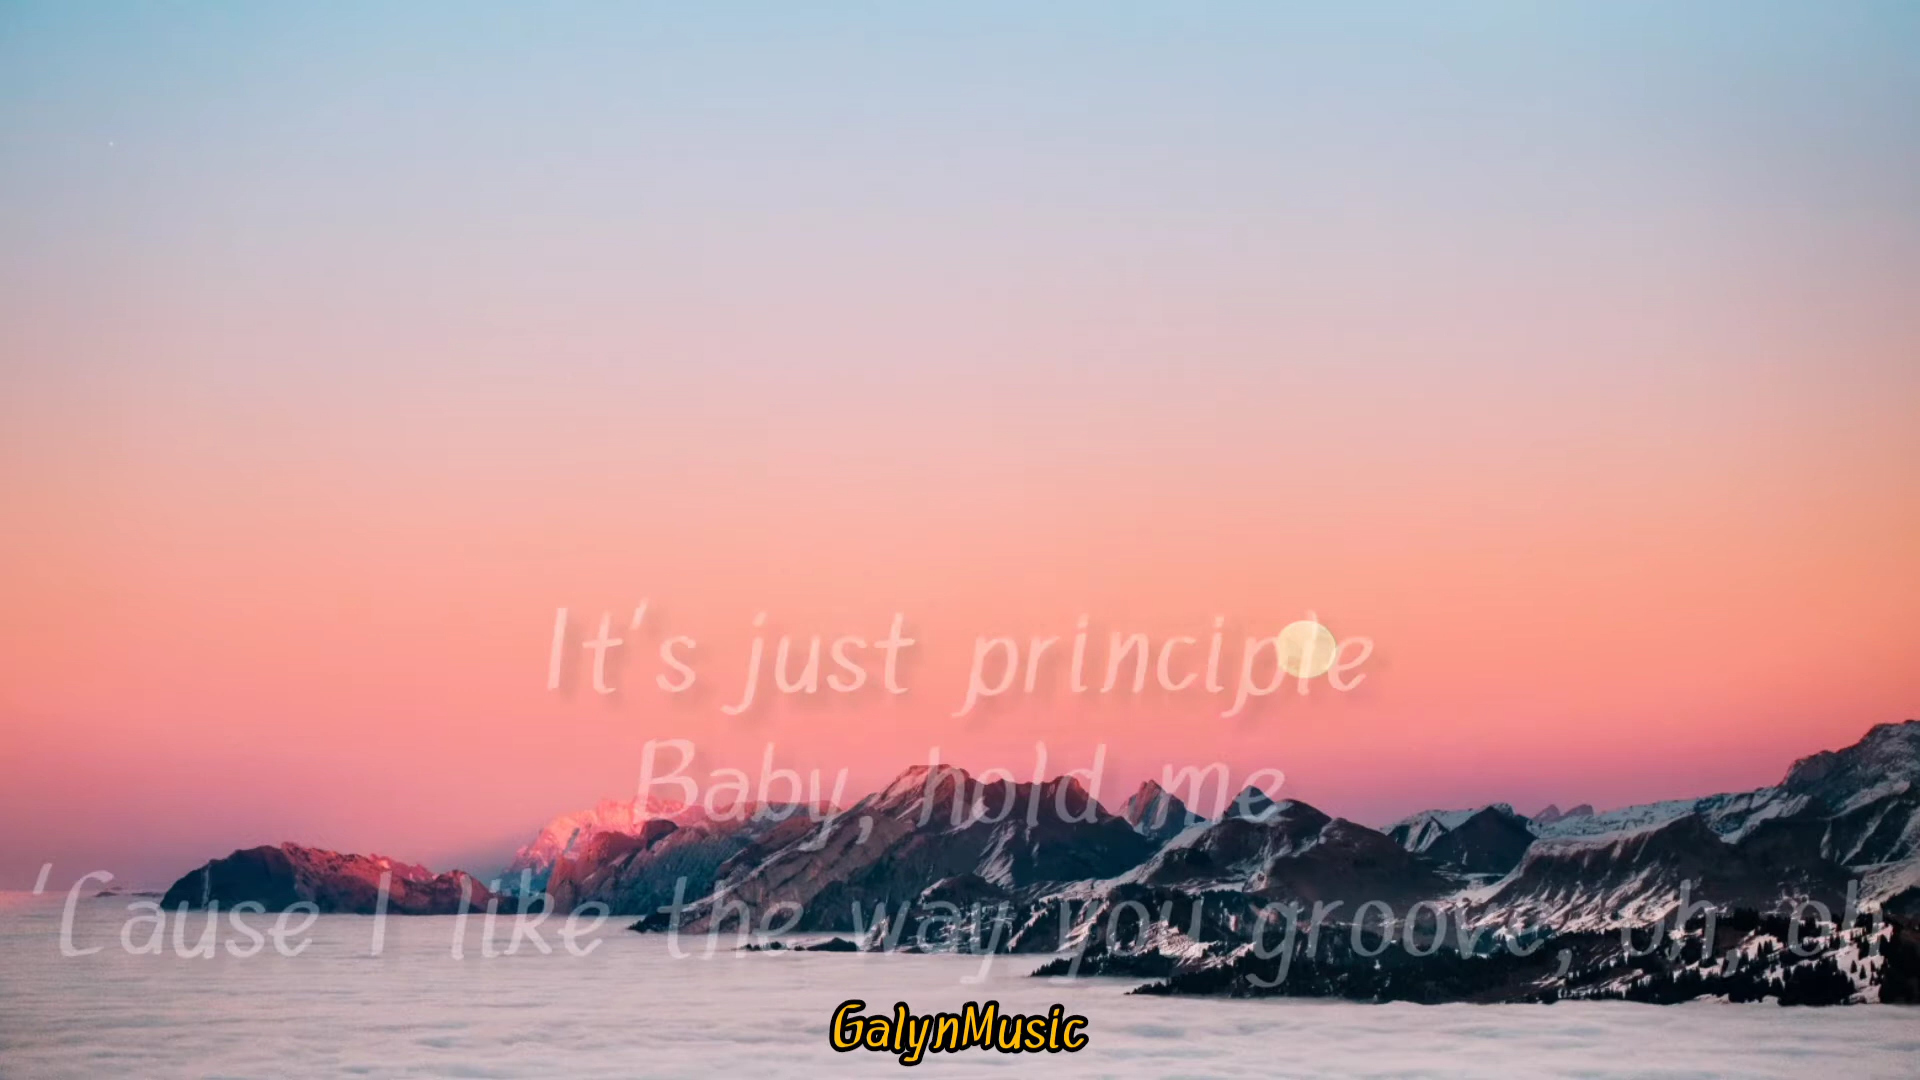 It's just principle
Baby, hold me
'Cause I like the way you groove, oh, oh
GalynMusic